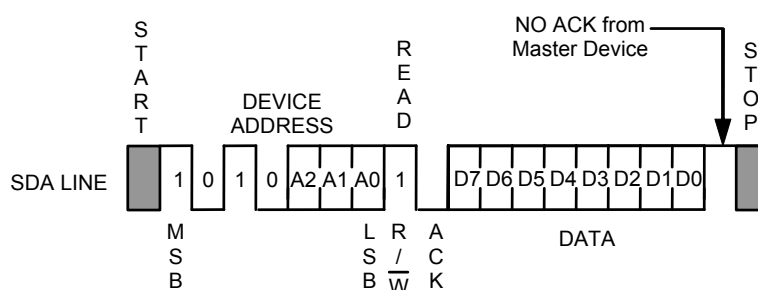 START
DEVICE
ADDRESS
READ
NO ACK from
Master Device
STOP
SDA LINE
1 0 1 0 A2 A1 A0 1 D7 D6 D5 D4 D3 D2 D1 D0
MSB
LSB
R/W
ACK
DATA